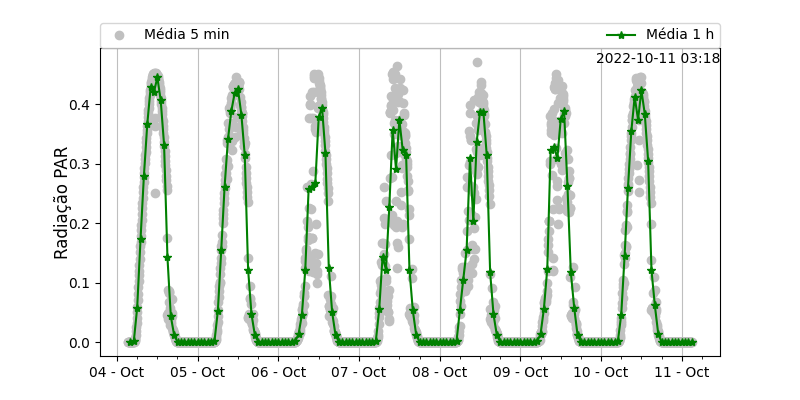 Média 5 min
Média 1 h
2022-10-11 03:18
Radiação PAR
0.4
0.3
0.2
0.1
0.0
04 - Oct
05 - Oct
06 - Oct
07 - Oct
08 - Oct
09 - Oct
10 - Oct
11 - Oct